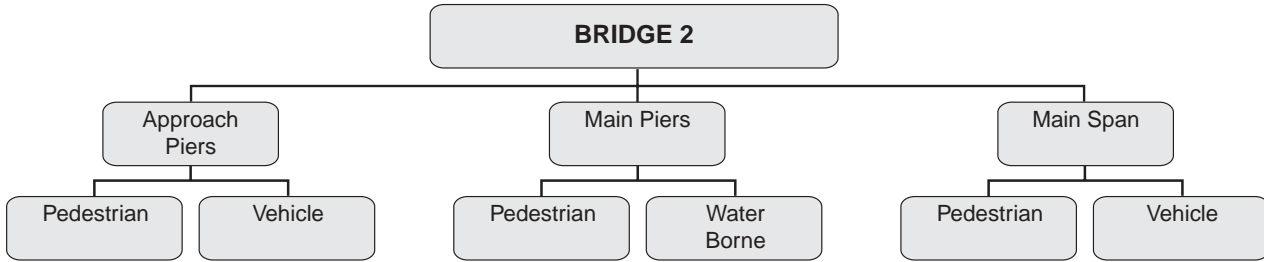 BRIDGE 2
Approach
Piers
Main Piers
Main Span
Pedestrian
Vehicle
Pedestrian
Water
Borne
Pedestrian
Vehicle